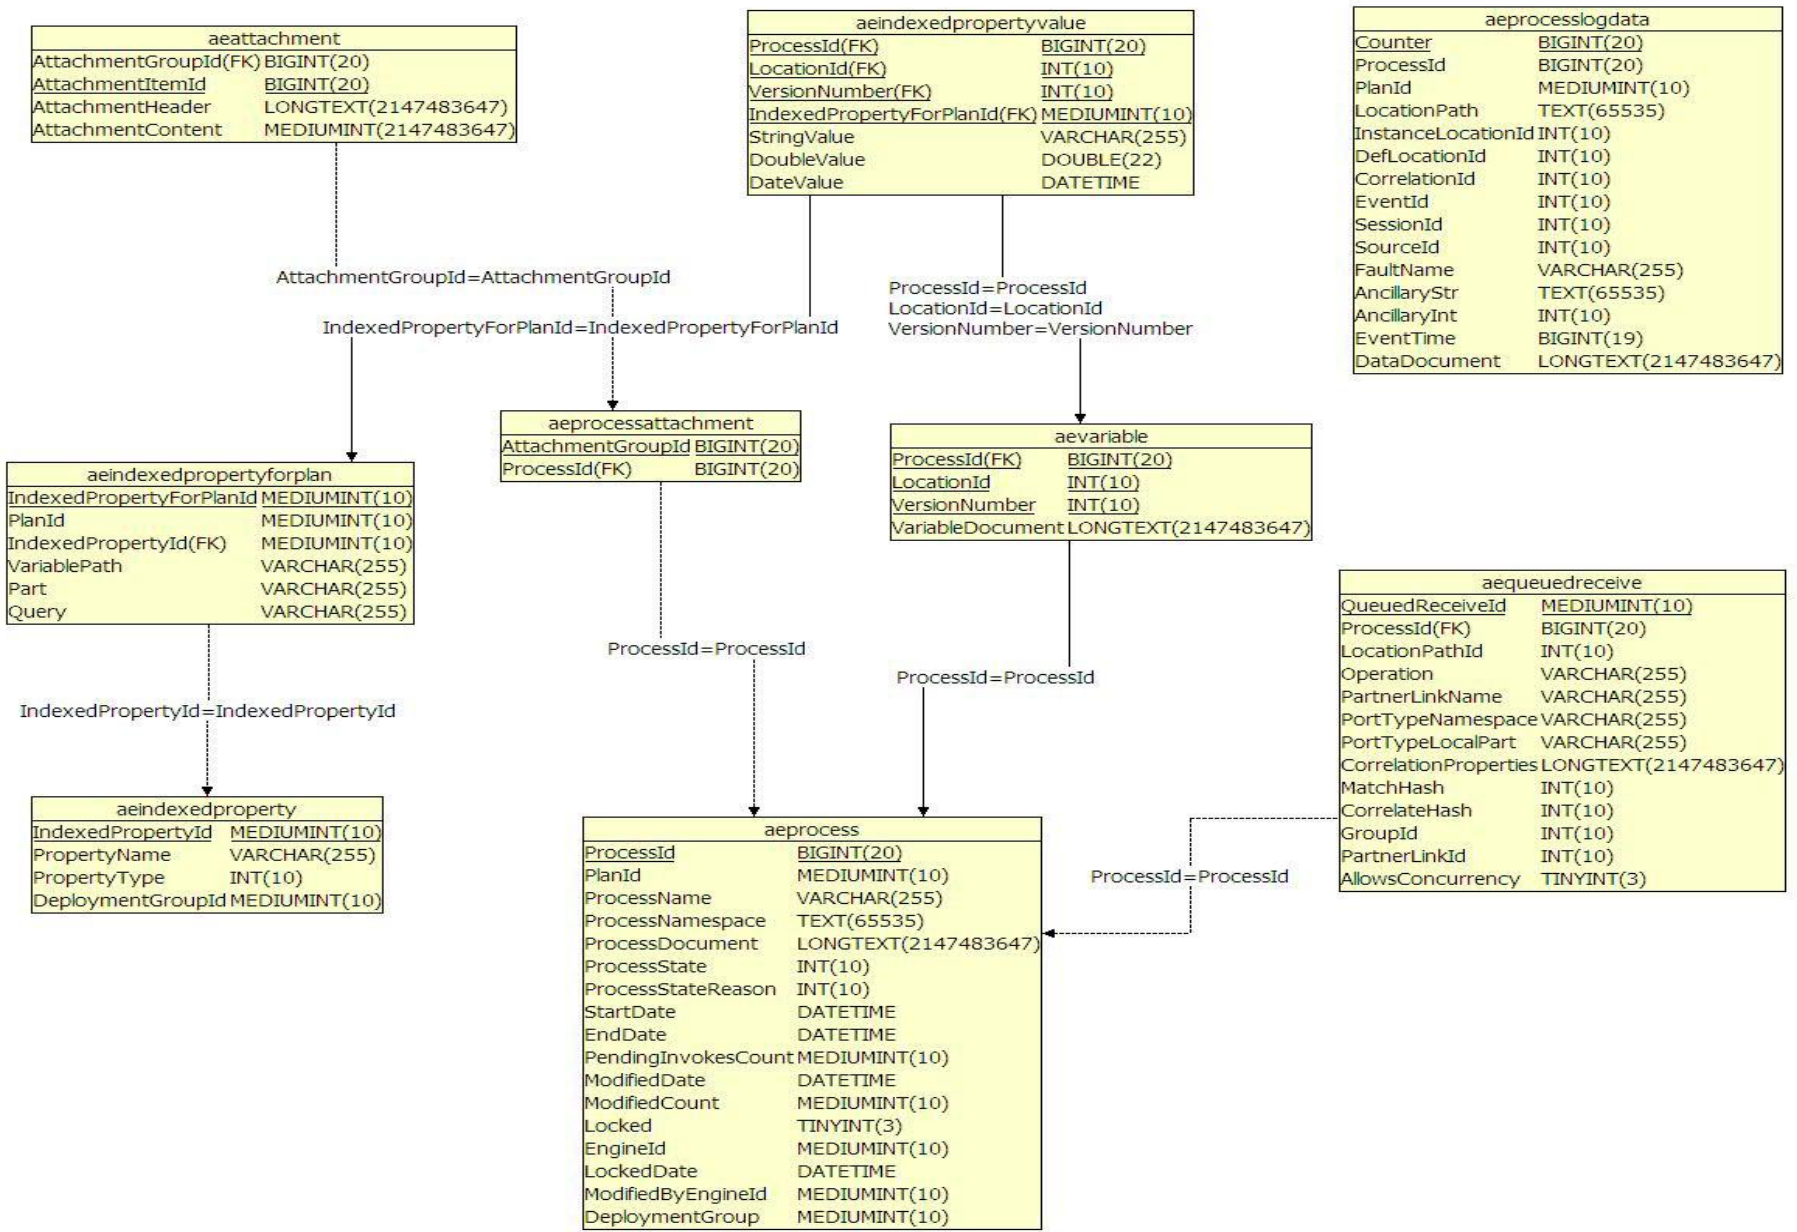 aeattachment
AttachmentGroupId(FK) BIGINT(20)
AttachmentItemId BIGINT(20)
AttachmentHeader LONGTEXT(2147483647)
AttachmentContent MEDIUMINT(2147483647)
aeindexedpropertyvalue
ProcessId(FK) BIGINT(20)
LocationId(FK) INT(10)
VersionNumber(FK) INT(10)
IndexedPropertyForPlanId(FK) MEDIUMINT(10)
StringValue VARCHAR(255)
DoubleValue DOUBLE(22)
DateValue DATETIME
aeprocesslogdata
Counter BIGINT(20)
ProcessId BIGINT(20)
PlanId MEDIUMINT(10)
LocationPath TEXT(65535)
InstanceLocationId INT(10)
DefLocationId INT(10)
CorrelationId INT(10)
EventId INT(10)
SessionId INT(10)
SourceId INT(10)
FaultName VARCHAR(255)
AncillaryStr TEXT(65535)
AncillaryInt INT(10)
EventTime BIGINT(19)
DataDocument LONGTEXT(2147483647)
AttachmentGroupId=AttachmentGroupId
IndexedPropertyForPlanId=IndexedPropertyForPlanId
ProcessId=ProcessId
LocationId=LocationId
VersionNumber=VersionNumber
aeprocessattachment
AttachmentGroupId BIGINT(20)
ProcessId(FK) BIGINT(20)
aevariable
ProcessId(FK) BIGINT(20)
LocationId INT(10)
VersionNumber INT(10)
VariableDocument LONGTEXT(2147483647)
aeindexedpropertyforplan
IndexedPropertyForPlanId MEDIUMINT(10)
PlanId MEDIUMINT(10)
IndexedPropertyId(FK) MEDIUMINT(10)
VariablePath VARCHAR(255)
Part VARCHAR(255)
Query VARCHAR(255)
aequeuedreceive
QueuedReceiveId MEDIUMINT(10)
ProcessId(FK) BIGINT(20)
LocationPathId INT(10)
Operation VARCHAR(255)
PartnerLinkName VARCHAR(255)
PortTypeNamespace VARCHAR(255)
PortTypeLocalPart VARCHAR(255)
CorrelationProperties LONGTEXT(2147483647)
MatchHash INT(10)
CorrelateHash INT(10)
GroupId INT(10)
PartnerLinkId INT(10)
AllowsConcurrency TINYINT(3)
ProcessId=ProcessId
ProcessId=ProcessId
IndexedPropertyId=IndexedPropertyId
aeindexedproperty
IndexedPropertyId MEDIUMINT(10)
PropertyName VARCHAR(255)
PropertyType INT(10)
DeploymentGroupId MEDIUMINT(10)
aeprocess
ProcessId BIGINT(20)
PlanId MEDIUMINT(10)
ProcessName VARCHAR(255)
ProcessNamespace TEXT(65535)
ProcessDocument LONGTEXT(2147483647)
ProcessState INT(10)
ProcessStateReason INT(10)
StartDate DATETIME
EndDate DATETIME
PendingInvokesCount MEDIUMINT(10)
ModifiedDate DATETIME
ModifiedCount MEDIUMINT(10)
Locked TINYINT(3)
EngineId MEDIUMINT(10)
LockedDate DATETIME
ModifiedByEngineId MEDIUMINT(10)
DeploymentGroup MEDIUMINT(10)
ProcessId=ProcessId